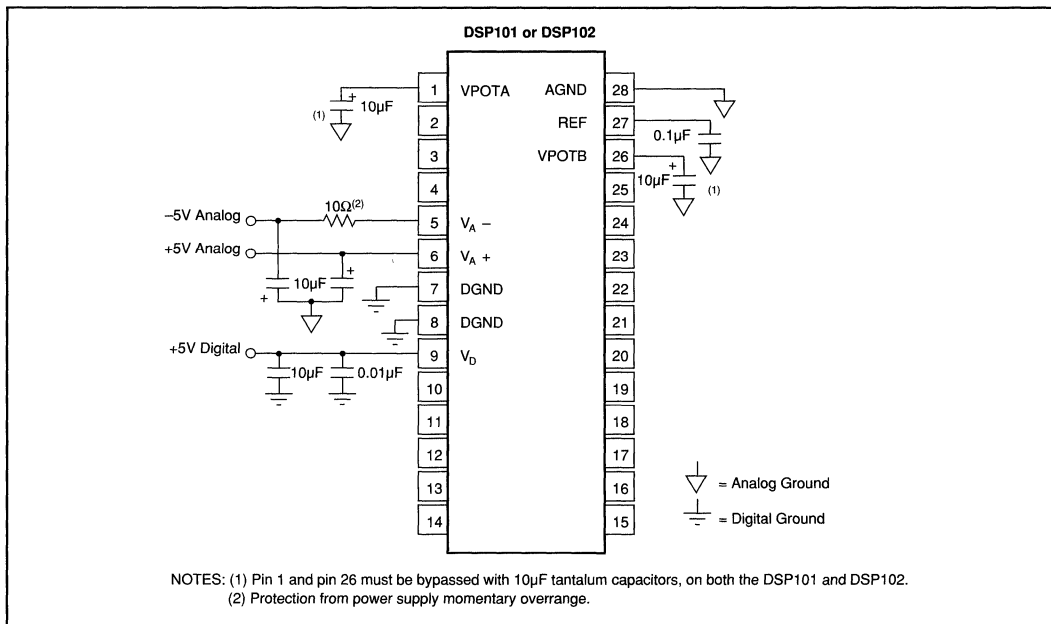 DSP101 or DSP102
1 VPOTA AGND 28
+ 10µF
(1)
2 REF 27
0.1µF
3 VPOTB 26
+
10µF
(1)
4 25
–5V Analog 10Ω(2) 5 VA – 24
+5V Analog 6 VA + 23
+ 10µF +
7 DGND 22
8 DGND 21
+5V Digital 9 VD 20
10µF 0.01µF
10 19
11 18
12 17
13 16
14 15
= Analog Ground
= Digital Ground
NOTES: (1) Pin 1 and pin 26 must be bypassed with 10µF tantalum capacitors, on both the DSP101 and DSP102.
(2) Protection from power supply momentary overrange.